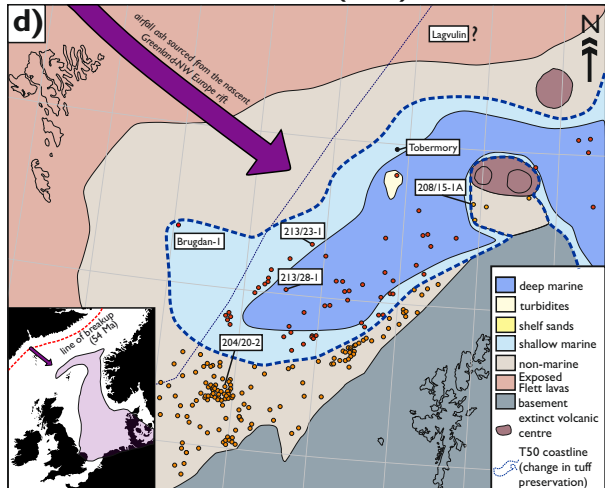 d)
airfall ash sourced from the nascent
Greenland-NW Europe rift
Lagvulin ?
N
Tobermory
208/15-1A
213/23-1
Brugdan-1
213/28-1
204/20-2
line of breakup
(54 Ma)
deep marine
turbidites
shelf sands
shallow marine
non-marine
Exposed
Flett lavas
basement
extinct volcanic
centre
T50 coastline
(change in tuff
preservation)